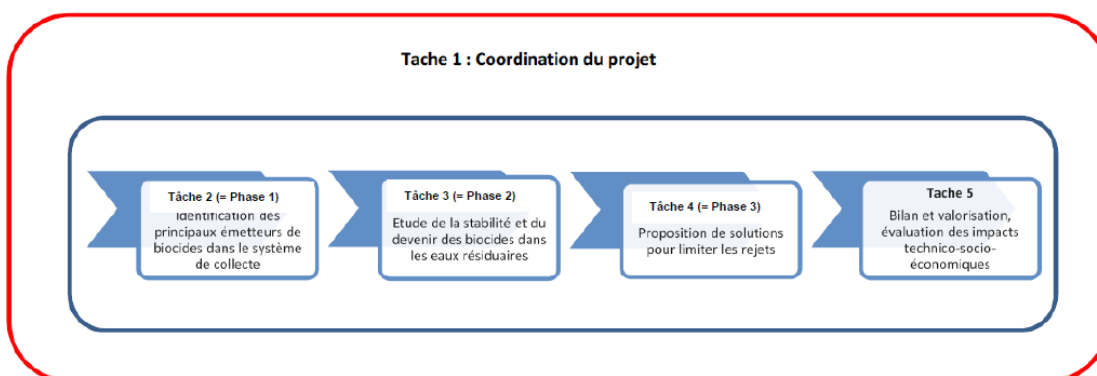 Tache 1 : Coordination du projet
Tâche 2 (= Phase 1)
Identification des
principaux émetteurs de
biocides dans le système
de collecte
Tâche 3 (= Phase 2)
Etude de la stabilité et du
devenir des biocides dans
les eaux résiduaires
Tâche 4 (= Phase 3)
Proposition de solutions
pour limiter les rejets
Tache 5
Bilan et valorisation,
évaluation des impacts
technico-socio-
économiques